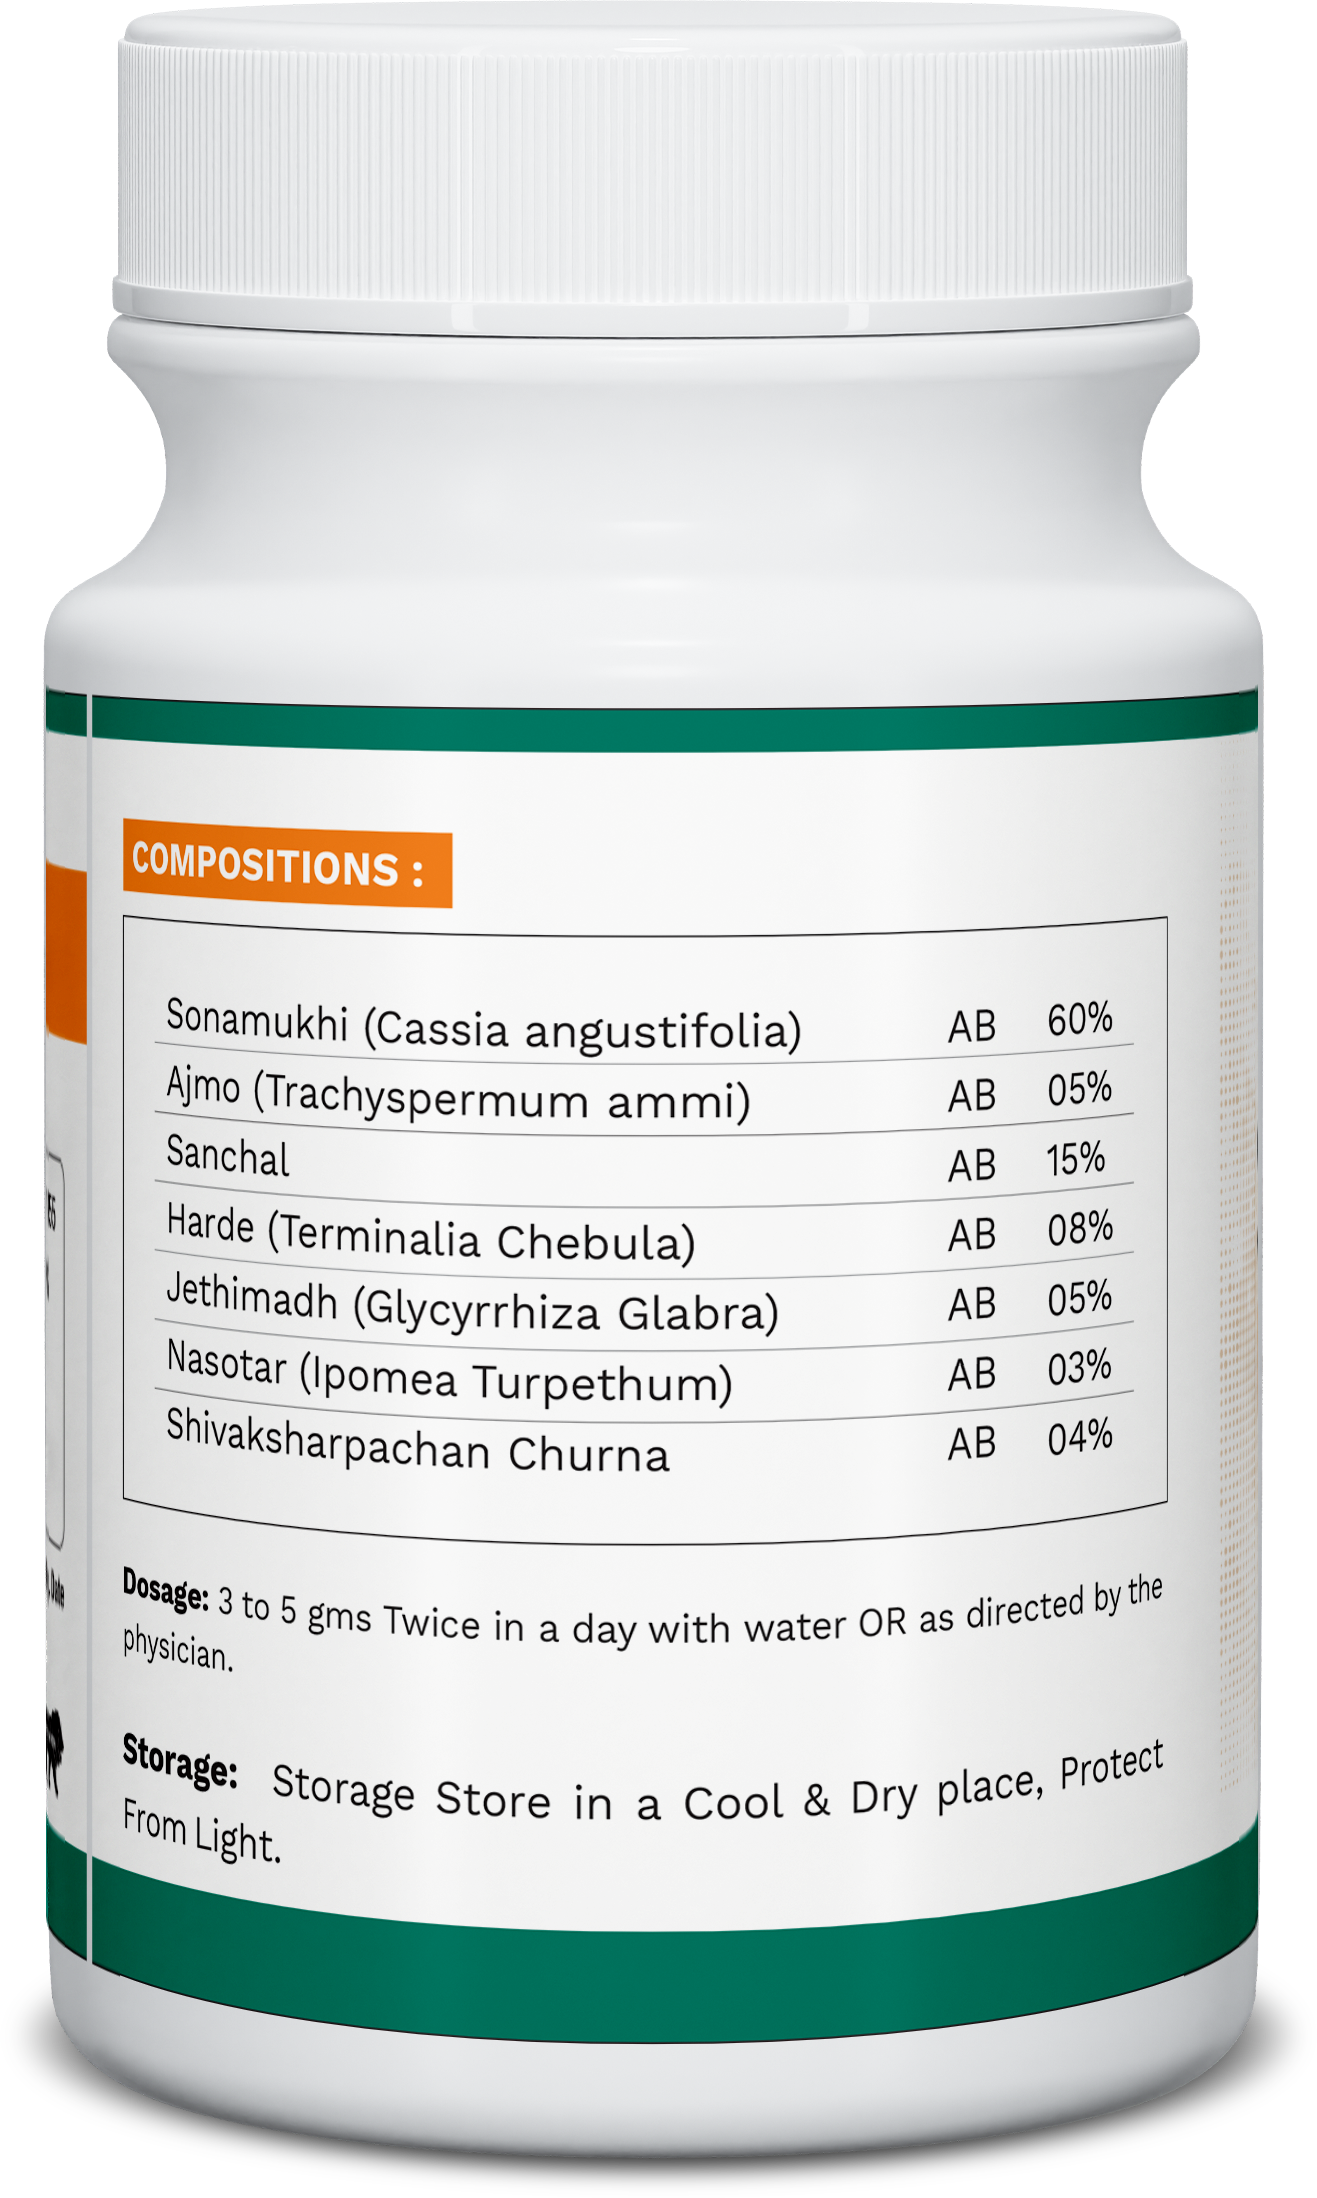 COMPOSITIONS :
Sonamukhi (Cassia angustifolia) AB 60%
Ajmo (Trachyspermum ammi) AB 05%
Sanchal AB 15%
Harde (Terminalia Chebula) AB 08%
Jethimadh (Glycyrrhiza Glabra) AB 05%
Nasotar (Ipomea Turpethum) AB 03%
Shivaksharpachan Churna AB 04%
Dosage: 3 to 5 gms Twice in a day with water OR as directed by the
physician.
Storage: Storage Store in a Cool & Dry place, Protect
From Light.
Date